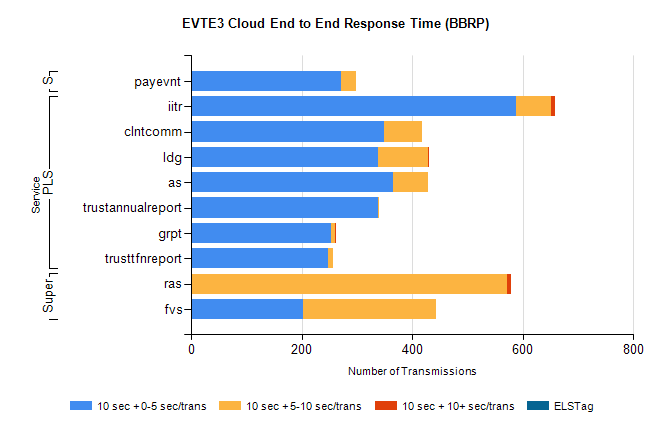 EVTE3 Cloud End to End Response Time (BBRP)
Service
S
PLS
Super
payevnt
iitr
clntcomm
ldg
as
trustannualreport
grpt
trusttfnreport
ras
fvs
0 200 400 600 800
Number of Transmissions
10 sec +0-5 sec/trans 10 sec +5-10 sec/trans 10 sec + 10+ sec/trans ELSTag